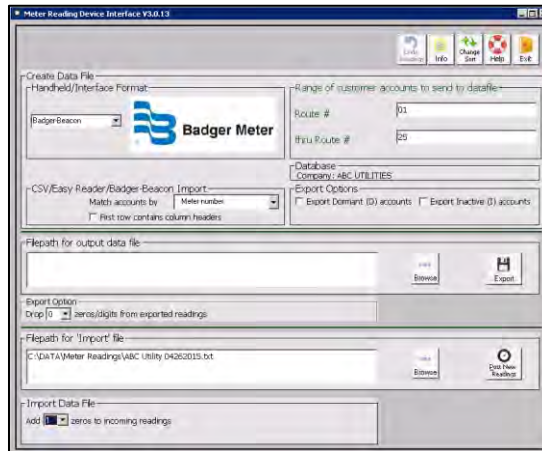 Meter Reading Device Interface V3.0.13
Info
Change Sort
Help
Exit
Create Data File
Handheld/Interface Format
Badger-Beacon
Badger Meter
Range of customer accounts to send to datafile
Route #
01
thru Route #
25
Database
Company: ABC UTILITIES
CSV/Easy Reader/Badger-Beacon Import
Match accounts by
Meter number
First row contains column headers
Export Options
Export Dormant (D) accounts
Export Inactive (I) accounts
Filepath for output data file
Browse
Export
Export Option
Drop 0 zeros/digits from exported readings
Filepath for 'Import' file
C:\DATA\Meter Readings\ABC Utility 04262015.txt
Browse
Post New Readings
Import Data File
Add zeros to incoming readings